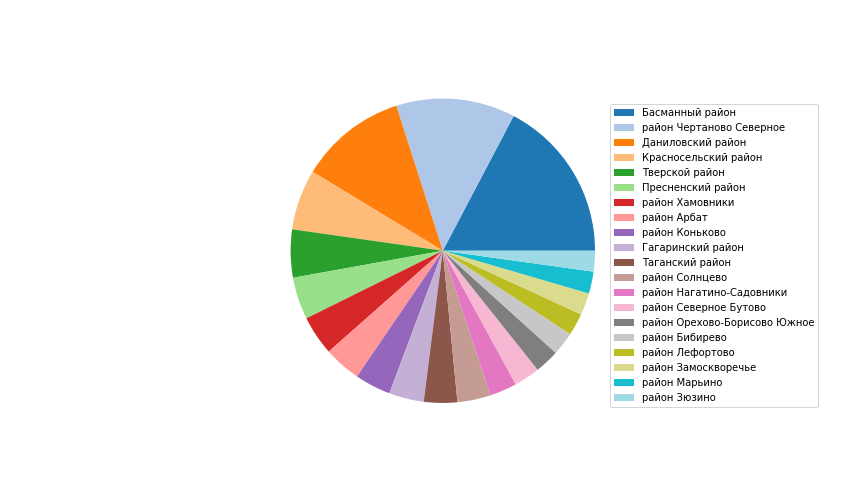 Басманный район
район Чертаново Северное
Даниловский район
Красносельский район
Тверской район
Пресненский район
район Хамовники
район Арбат
район Коньково
Гагаринский район
Таганский район
район Солнцево
район Нагатино-Садовники
район Северное Бутово
район Орехово-Борисово Южное
район Бибирево
район Лефортово
район Замоскворечье
район Марьино
район Зюзино